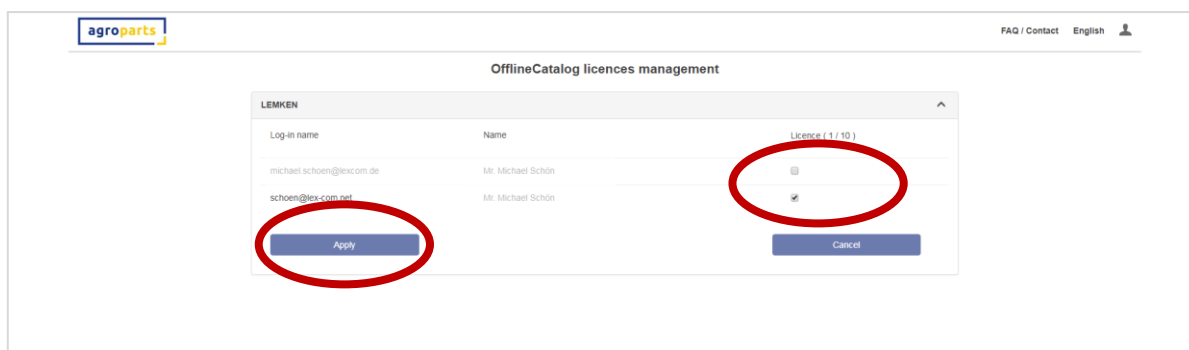 agroparts
FAQ / Contact English
OfflineCatalog licences management
LEMKEN
Log-in name Name Licence ( 1 / 10 )
michael.schoen@lexcom.de Mr. Michael Schön
schoen@lex-com.net Mr. Michael Schön
Apply Cancel